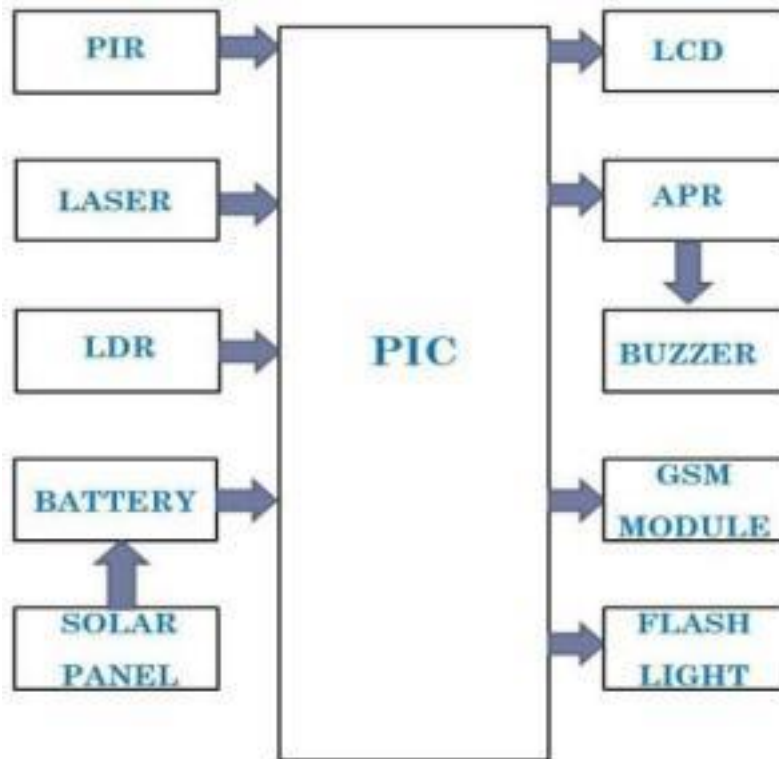 PIR
LASER
LDR
BATTERY
SOLAR
PANEL
PIC
LCD
APR
BUZZER
GSM
MODULE
FLASH
LIGHT